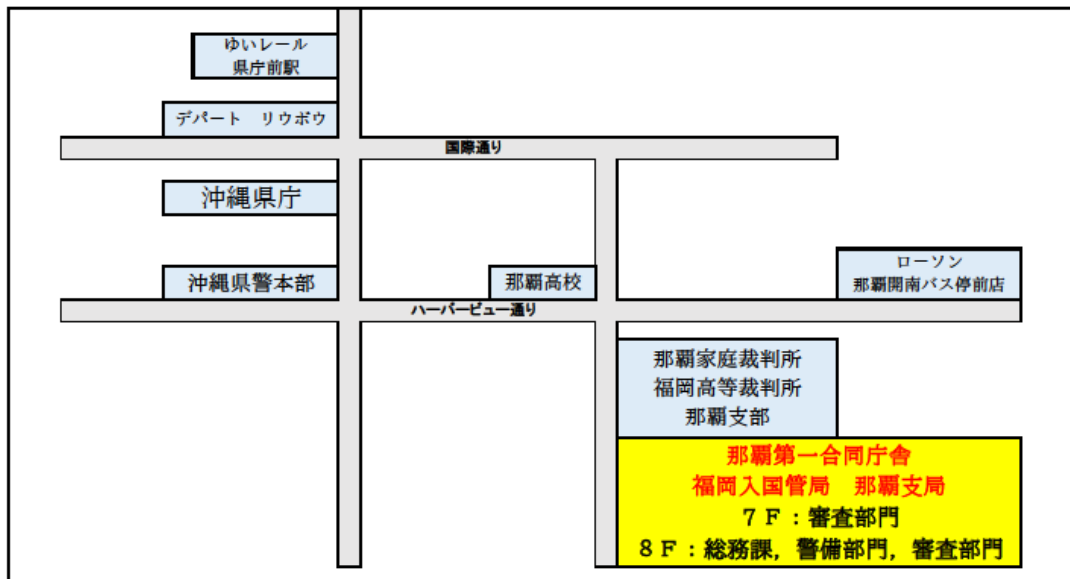 ゆいレール
県庁前駅
デパート　リウボウ
国際通り
沖縄県庁
沖縄県警本部
那覇高校
ローソン
那覇開南バス停前店
ハーバービュー通り
那覇家庭裁判所
福岡高等裁判所
那覇支部
那覇第一合同庁舎
福岡入国管局　那覇支局
７Ｆ：審査部門
８Ｆ：総務課，警備部門，審査部門